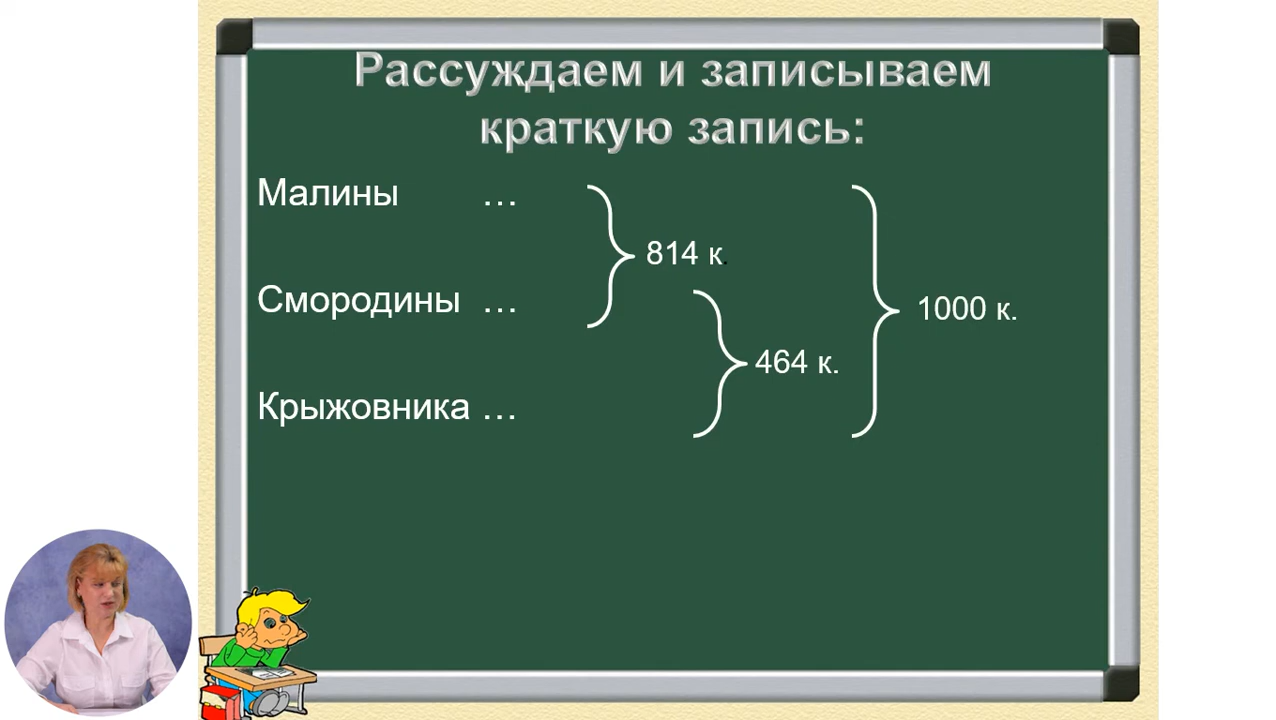 Рассуждаем и записываем
краткую запись:
Малины …
814 к.
Смородины …
1000 к.
464 к.
Крыжовника …